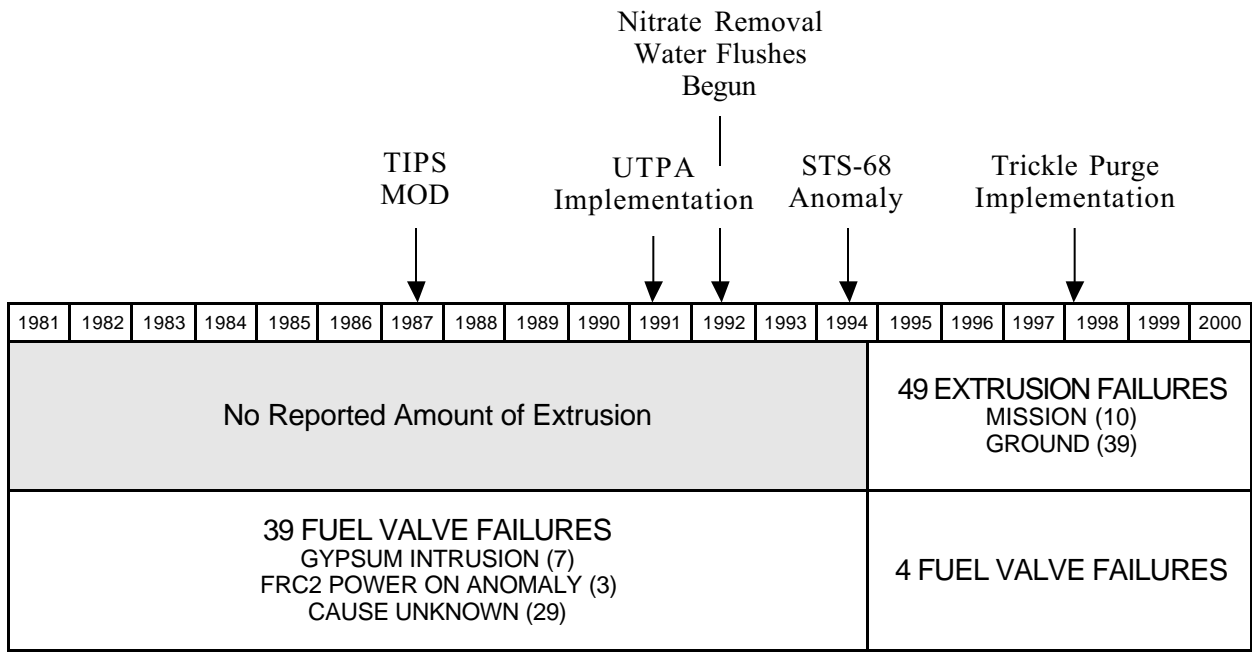 Nitrate Removal
Water Flushes
Begun
TIPS
MOD
UTPA
Implementation
STS-68
Anomaly
Trickle Purge
Implementation
1981 1982 1983 1984 1985 1986 1987 1988 1989 1990 1991 1992 1993 1994 1995 1996 1997 1998 1999 2000
No Reported Amount of Extrusion
49 EXTRUSION FAILURES
MISSION (10)
GROUND (39)
39 FUEL VALVE FAILURES
GYPSUM INTRUSION (7)
FRC2 POWER ON ANOMALY (3)
CAUSE UNKNOWN (29)
4 FUEL VALVE FAILURES